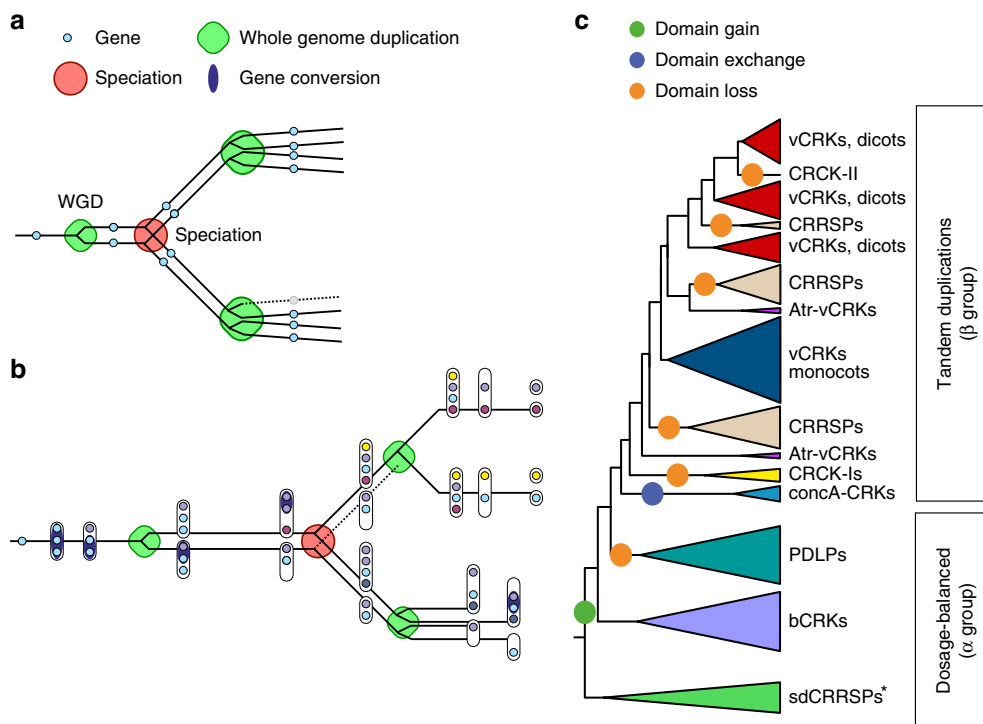 a
Gene
Whole genome duplication
Speciation
Gene conversion
WGD
Speciation
b
c
Domain gain
Domain exchange
Domain loss
vCRKs, dicots
CRCK-II
vCRKs, dicots
CRRSPs
vCRKs, dicots
CRRSPs
Atr-vCRKs
vCRKs
monocots
CRRSPs
Atr-vCRKs
CRCK-Is
concA-CRKs
PDLPs
bCRKs
sdCRRSPs*
Tandem duplications
(β group)
Dosage-balanced
(α group)